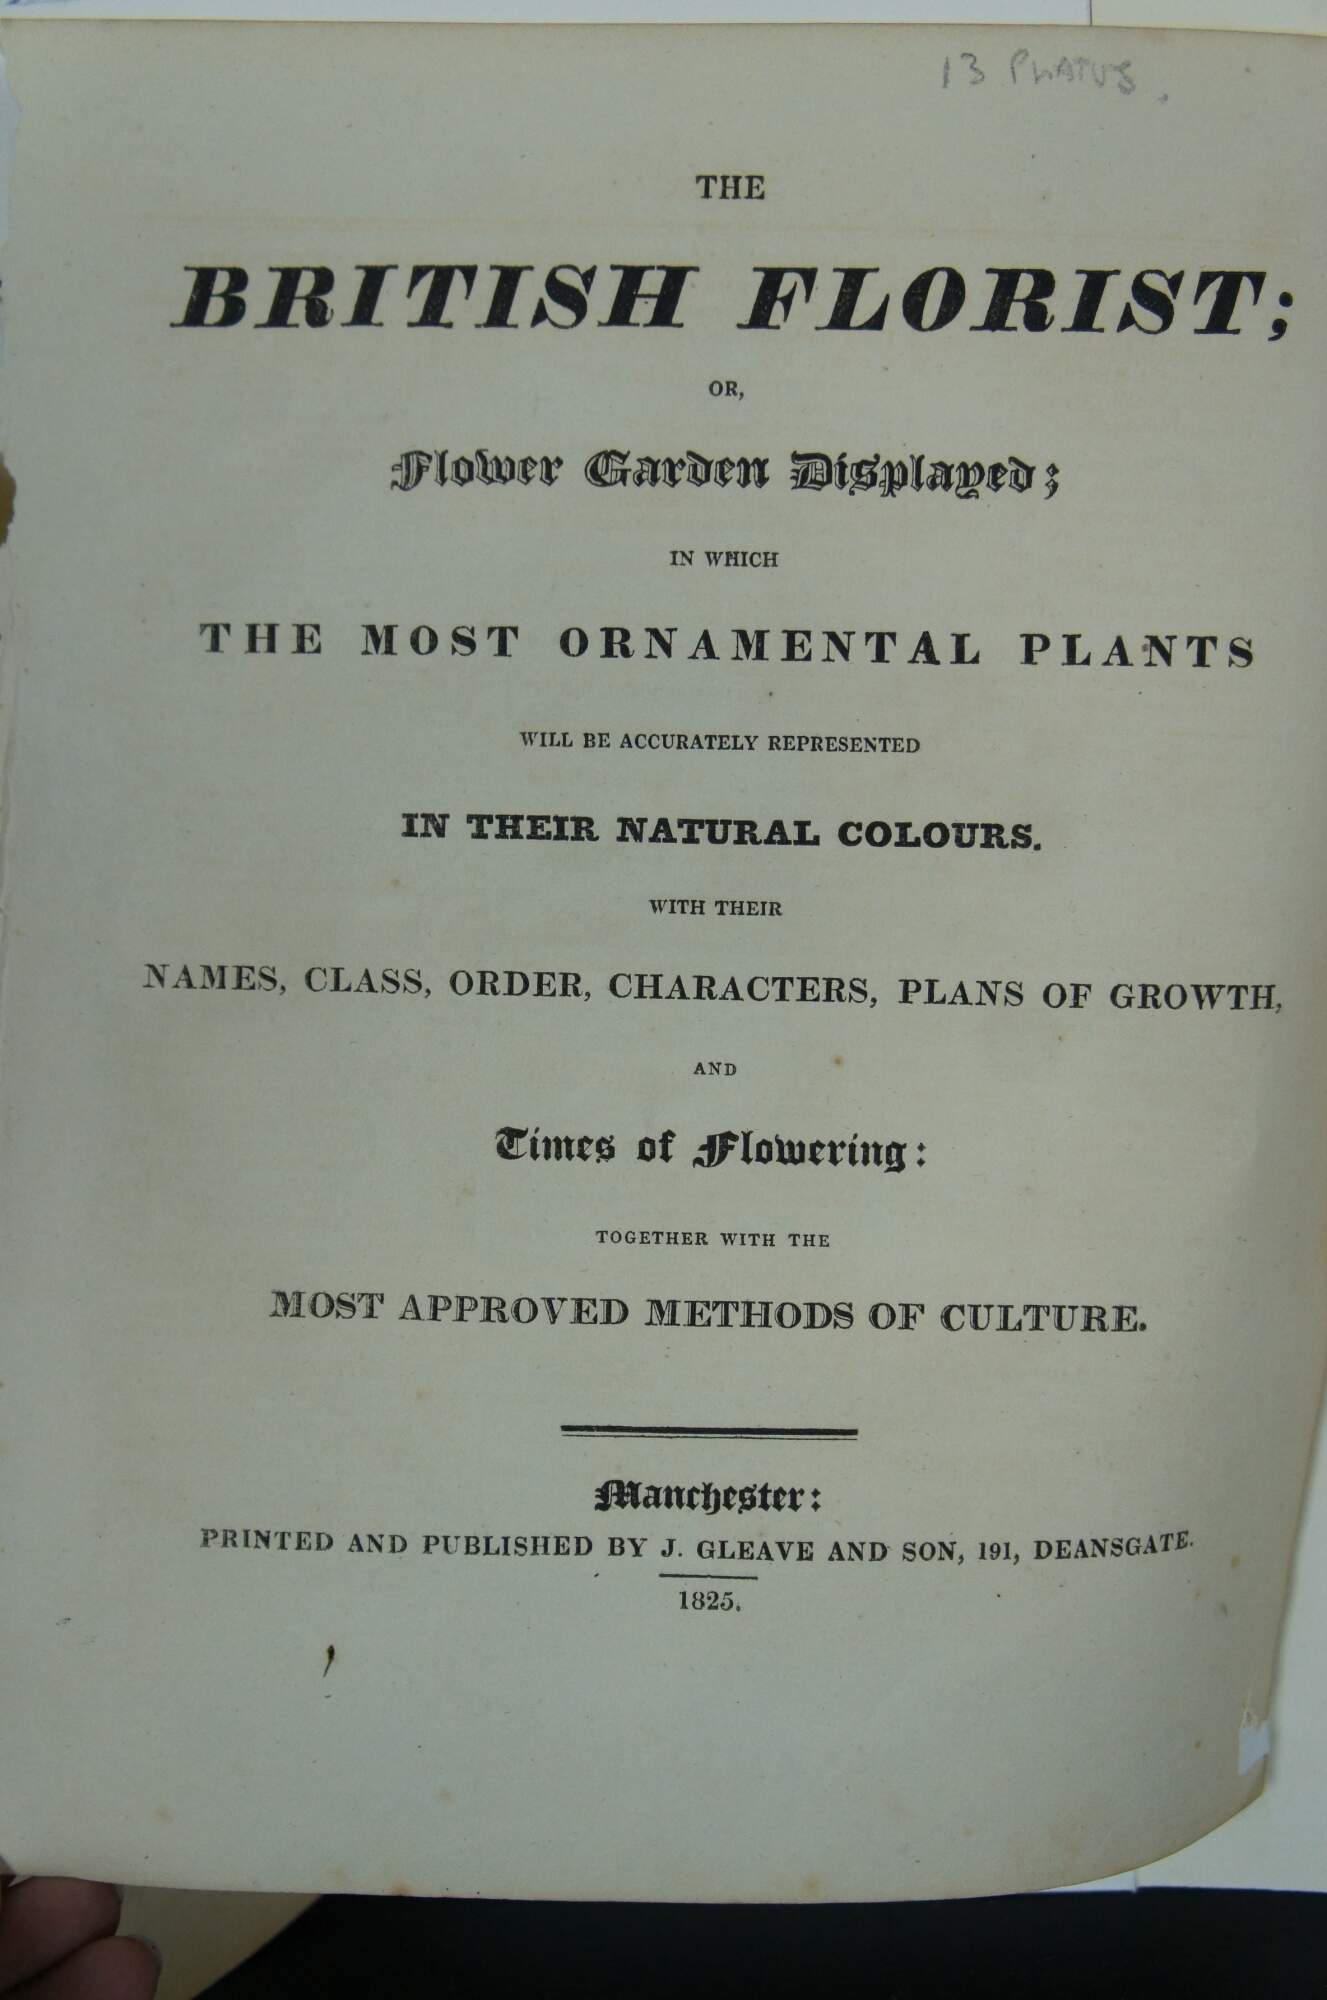 13 PLATES.
THE
BRITISH FLORIST;
OR,
Flower Garden Displayed;
IN WHICH
THE MOST ORNAMENTAL PLANTS
WILL BE ACCURATELY REPRESENTED
IN THEIR NATURAL COLOURS.
WITH THEIR
NAMES, CLASS, ORDER, CHARACTERS, PLANS OF GROWTH,
AND
Times of Flowering:
TOGETHER WITH THE
MOST APPROVED METHODS OF CULTURE.
Manchester:
PRINTED AND PUBLISHED BY J. GLEAVE AND SON, 191, DEANSGATE.
1825.